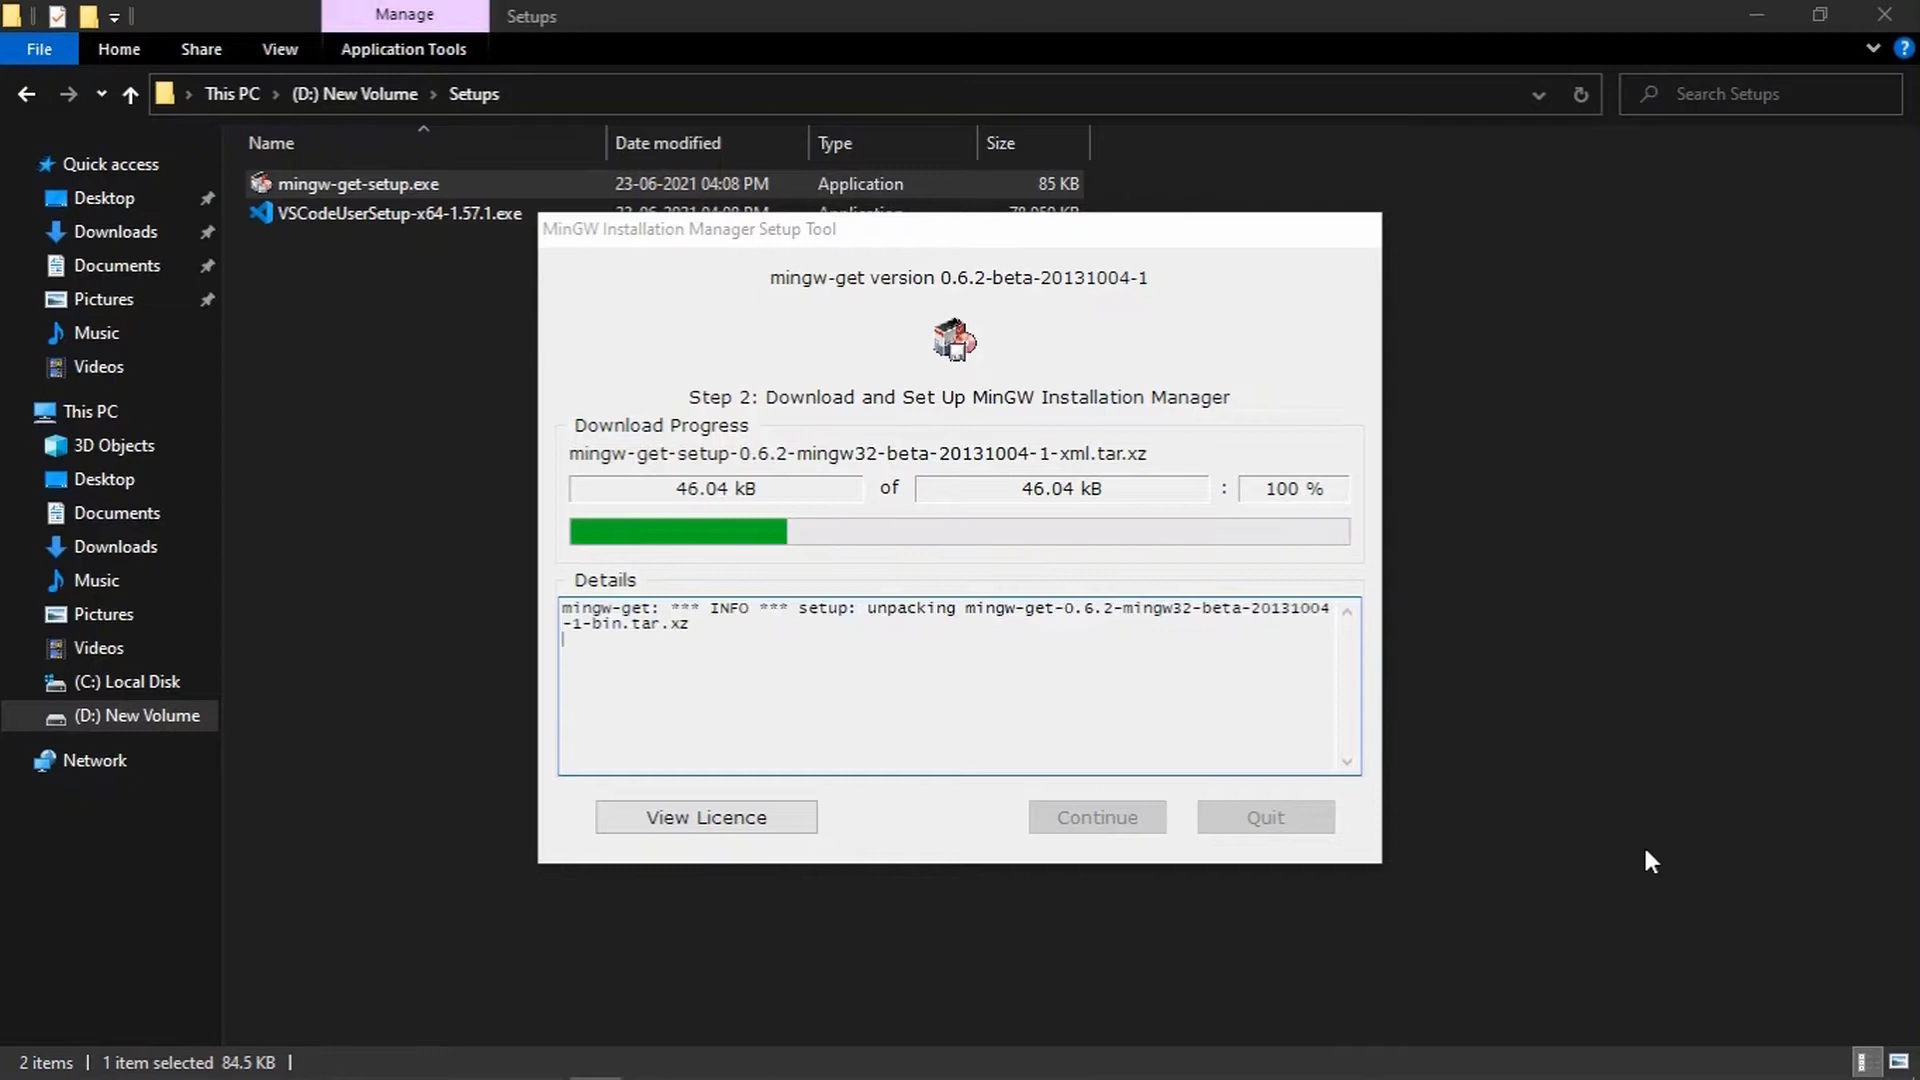 Manage
Setups
File
Home
Share
View
Application Tools
This PC
(D:) New Volume
Setups
Search Setups
Name
Date modified
Type
Size
mingw-get-setup.exe
23-06-2021 04:08 PM
Application
85 KB
VSCodeUserSetup-x64-1.57.1.exe
Quick access
Desktop
Downloads
Documents
Pictures
Music
Videos
This PC
3D Objects
Desktop
Documents
Downloads
Music
Pictures
Videos
(C:) Local Disk
(D:) New Volume
Network
MinGW Installation Manager Setup Tool
mingw-get version 0.6.2-beta-20131004-1
Step 2: Download and Set Up MinGW Installation Manager
Download Progress
mingw-get-setup-0.6.2-mingw32-beta-20131004-1-xml.tar.xz
46.04 kB of 46.04 kB : 100 %
Details
mingw-get: *** INFO *** setup: unpacking mingw-get-0.6.2-mingw32-beta-20131004
-1-bin.tar.xz
View Licence
Continue
Quit
2 items
1 item selected 84.5 KB